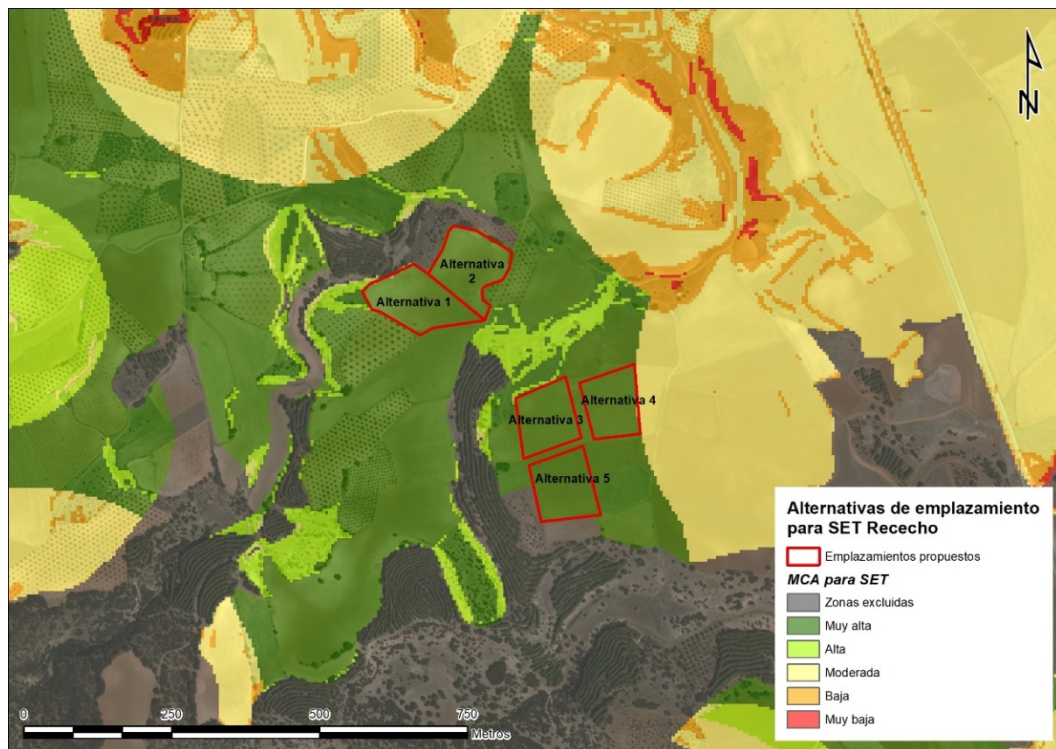 N
Alternativa
2
Alternativa 1
Alternativa 4
Alternativa 3
Alternativa 5
Alternativas de emplazamiento
para SET Rececho
Emplazamientos propuestos
MCA para SET
Zonas excluidas
Muy alta
Alta
Moderada
Baja
Muy baja
0 250 500 750
Metros